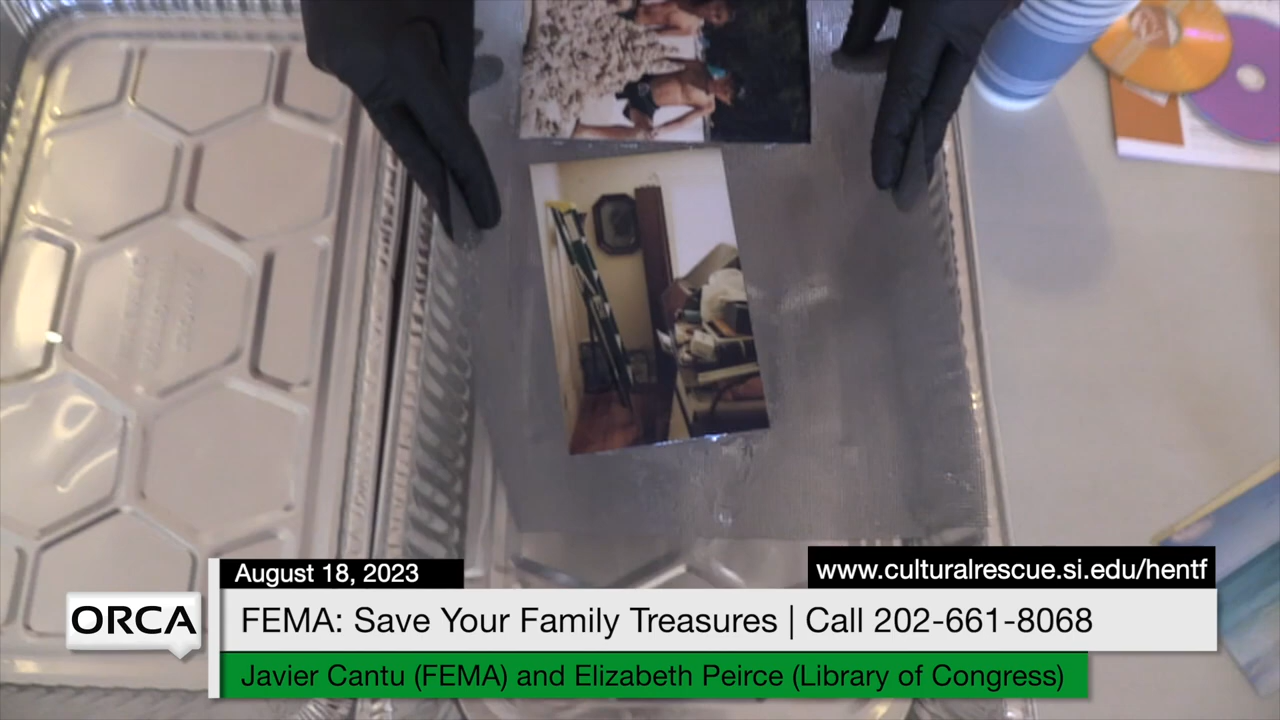 August 18, 2023
www.culturalrescue.si.edu/hentf
ORCA
FEMA: Save Your Family Treasures | Call 202-661-8068
Javier Cantu (FEMA) and Elizabeth Peirce (Library of Congress)